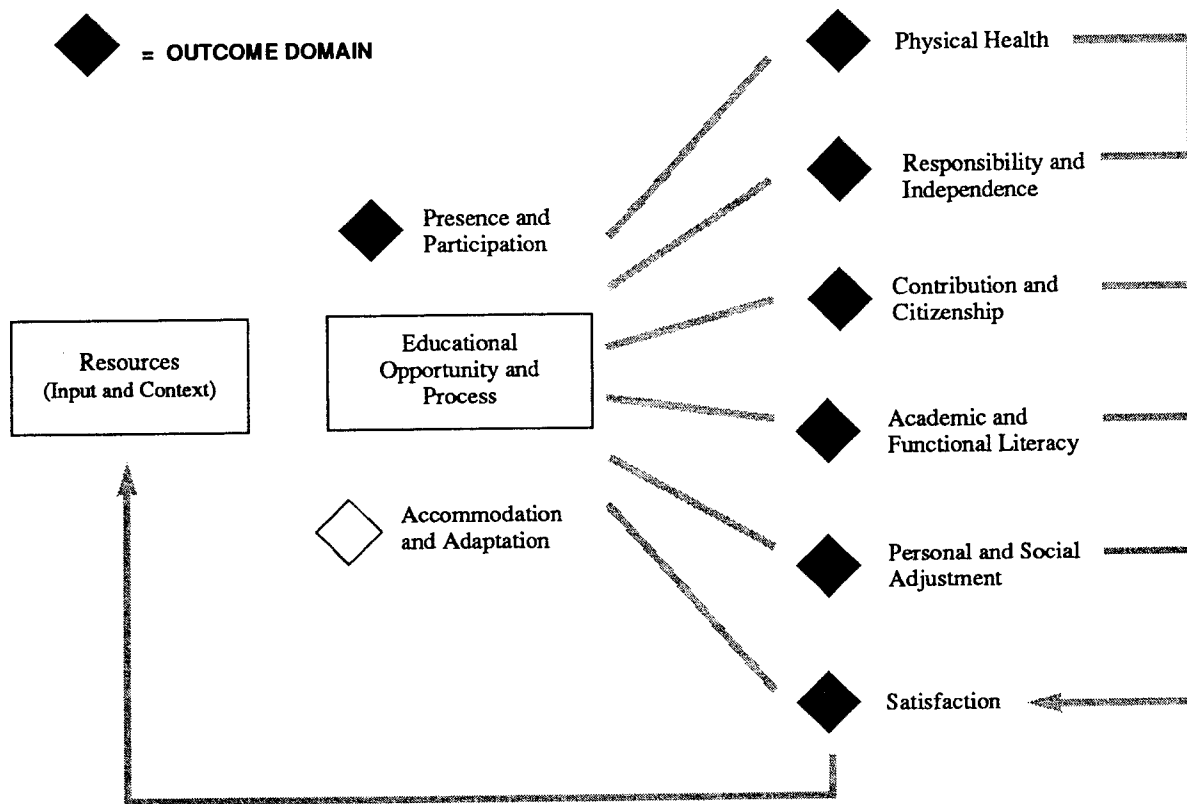 = OUTCOME DOMAIN
Presence and
Participation
Resources
(Input and Context)
Educational
Opportunity and
Process
Accommodation
and Adaptation
Physical Health
Responsibility and
Independence
Contribution and
Citizenship
Academic and
Functional Literacy
Personal and Social
Adjustment
Satisfaction